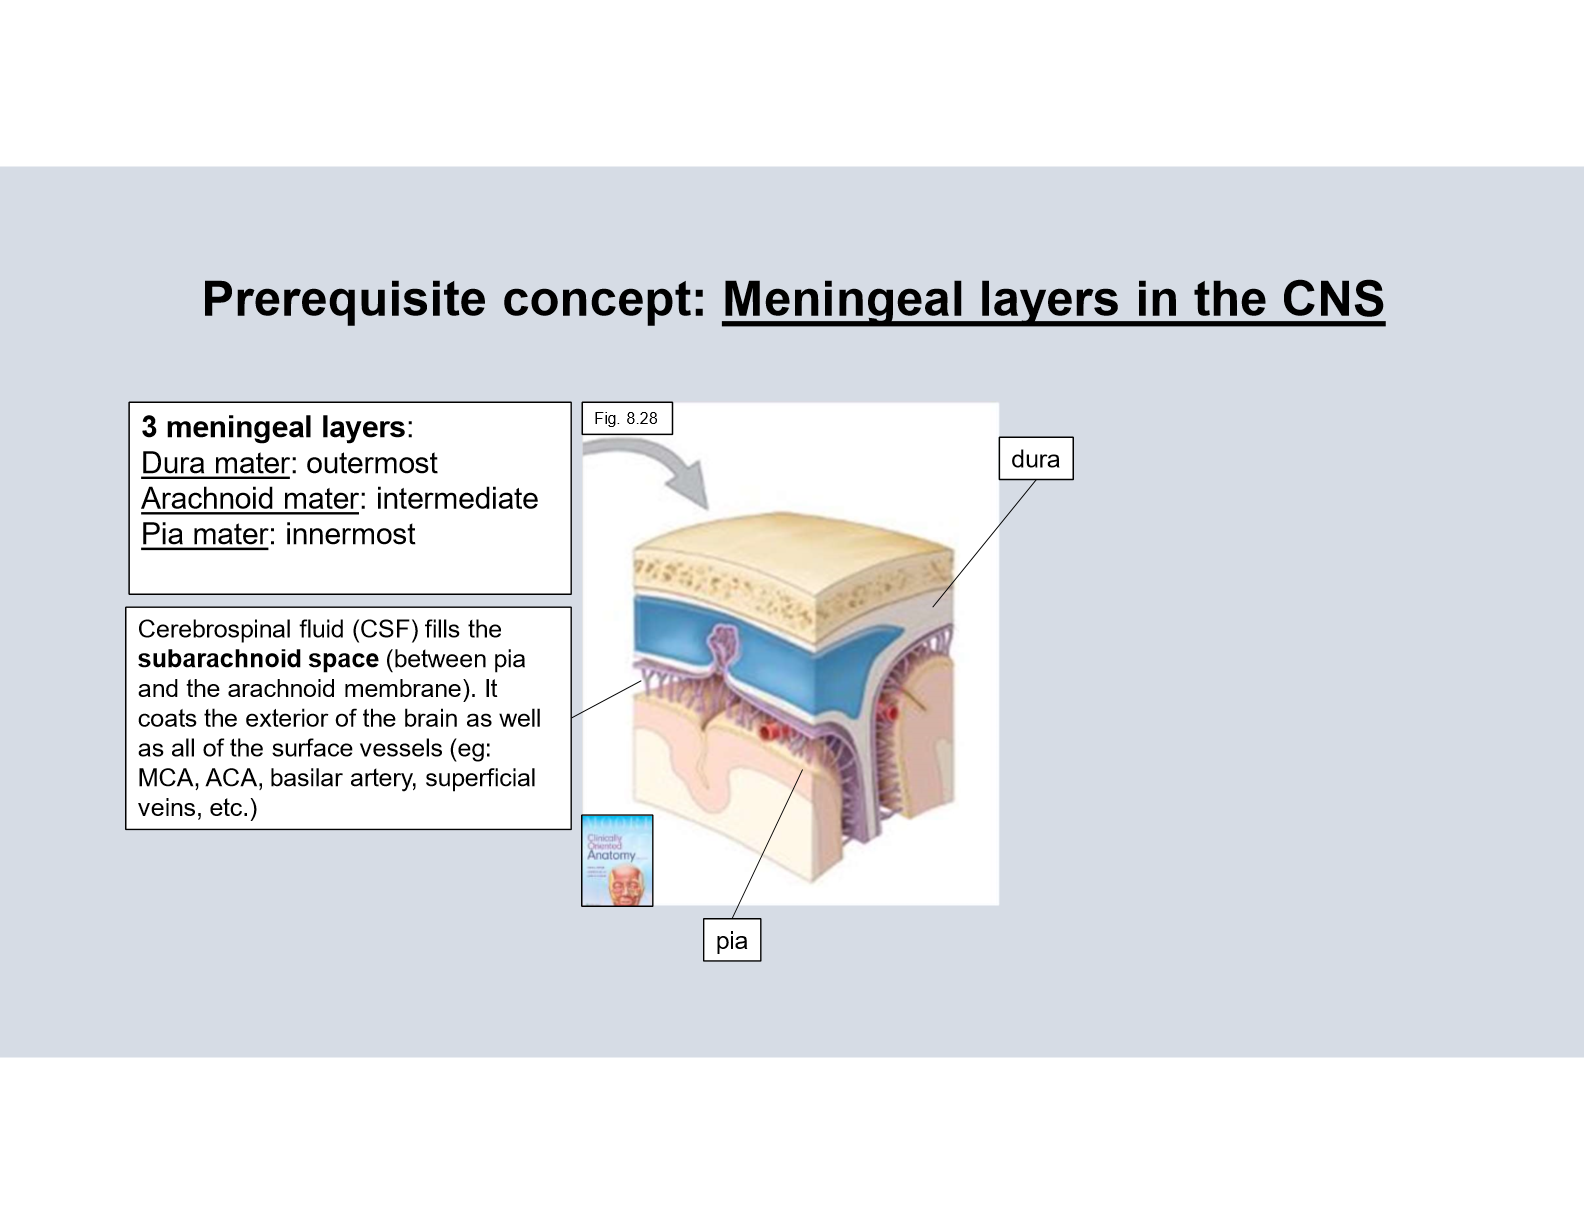 Prerequisite concept: Meningeal layers in the CNS
3 meningeal layers:
Dura mater: outermost
Arachnoid mater: intermediate
Pia mater: innermost
Fig. 8.28
dura
Cerebrospinal fluid (CSF) fills the
subarachnoid space (between pia
and the arachnoid membrane). It
coats the exterior of the brain as well
as all of the surface vessels (eg:
MCA, ACA, basilar artery, superficial
veins, etc.)
Clinically
Oriented
Anatomy
pia